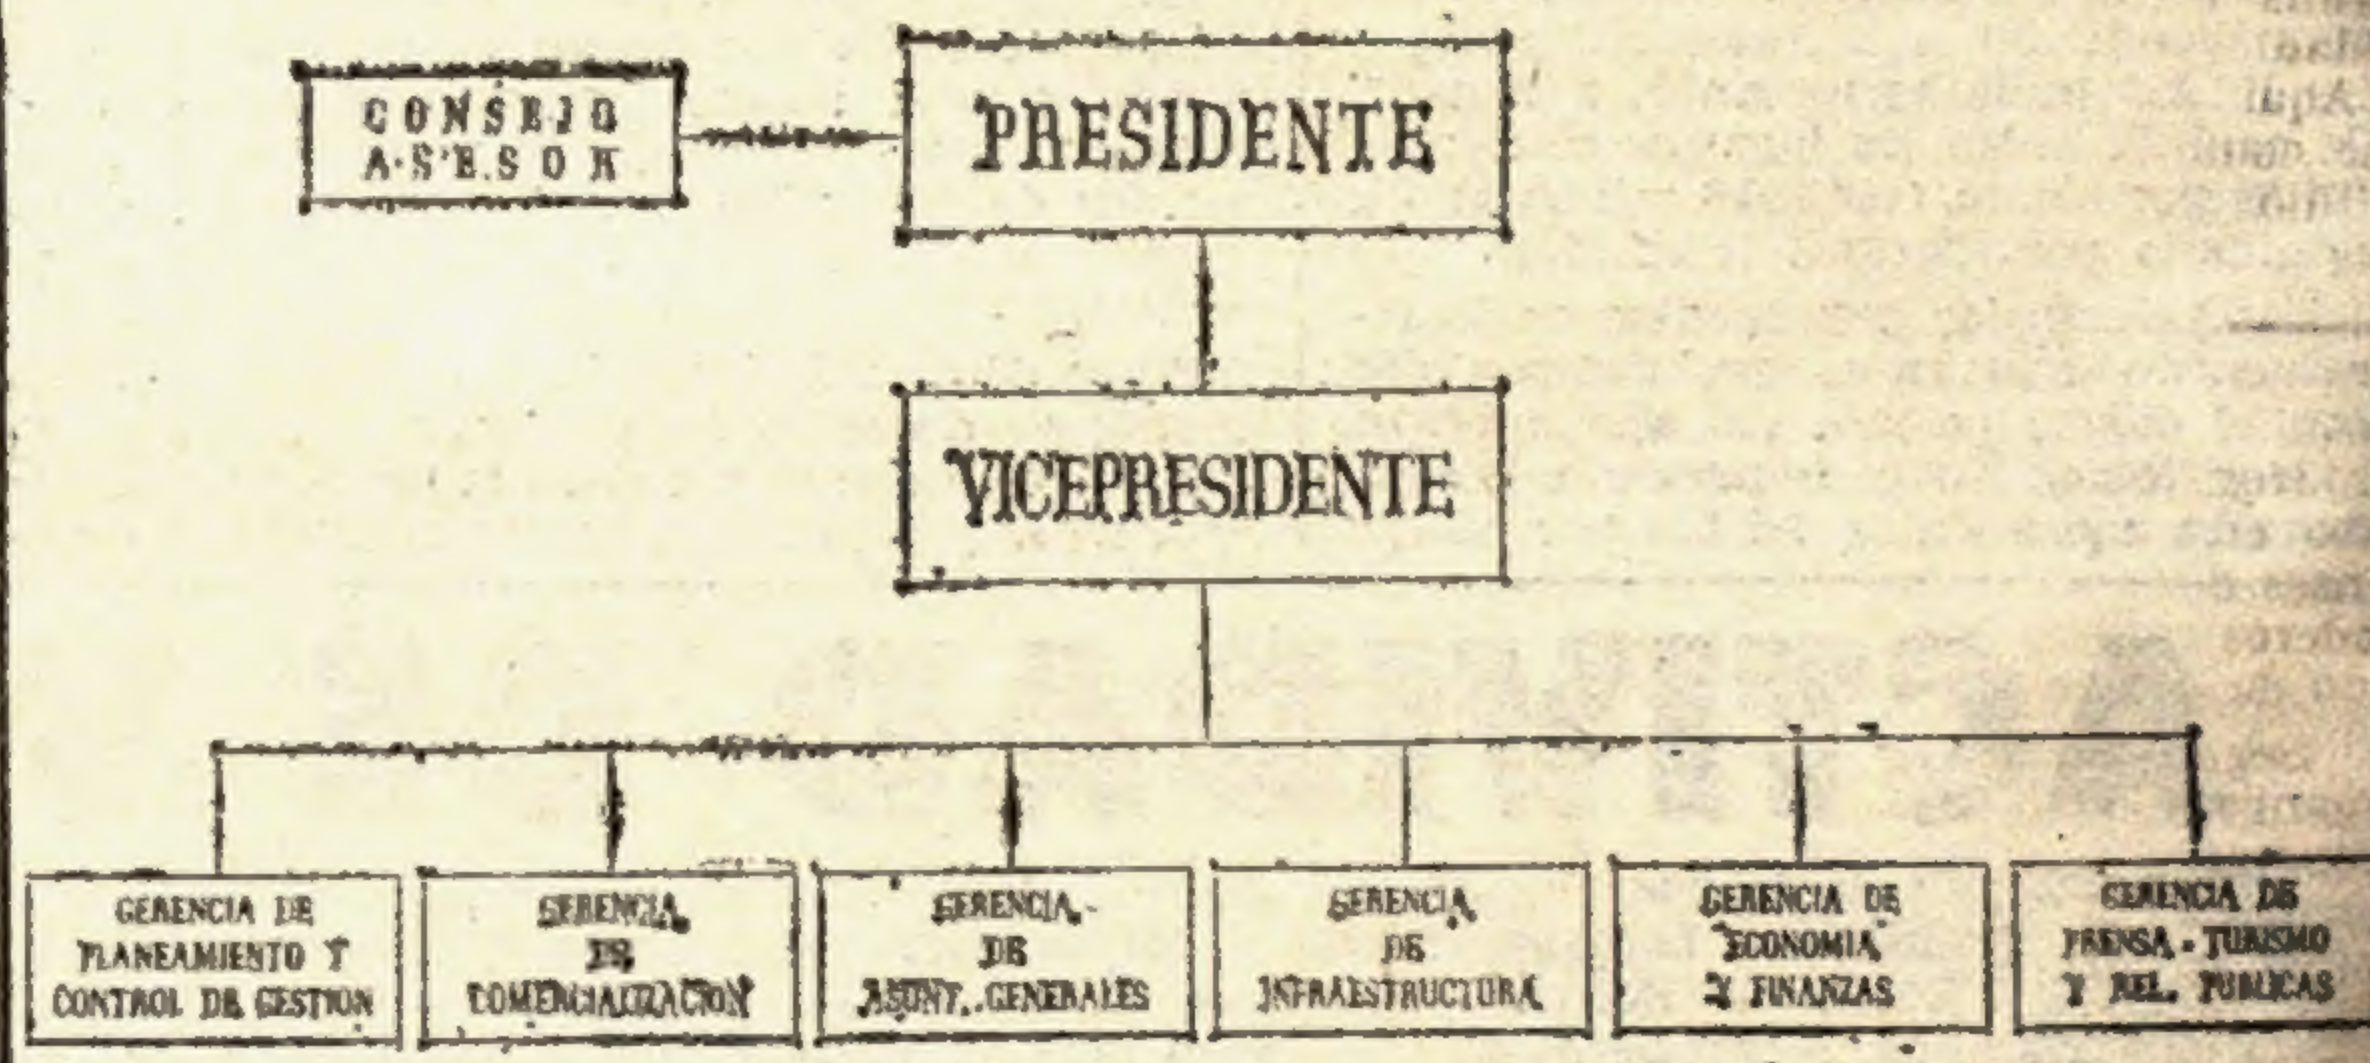 CONSEJO
ASESOR
PRESIDENTE
VICEPRESIDENTE
GERENCIA DE
PLANEAMIENTO Y
CONTROL DE GESTION
GERENCIA
DE
COMERCIALIZACION
GERENCIA
DE
ASUNT. GENERALES
GERENCIA
DE
INFRAESTRUCTURA
GERENCIA DE
ECONOMIA
Y FINANZAS
GERENCIA DE
PRENSA - TURISMO
Y REL. PUBLICAS